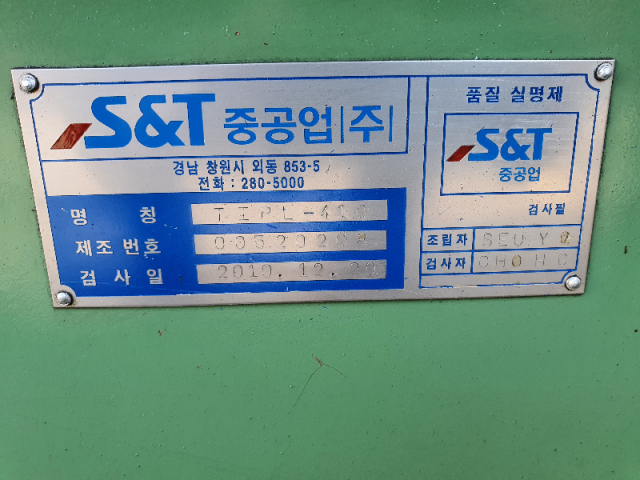 S&T 중공업(주)
경남 창원시 외동 853-5
전화 : 280-5000
명 칭
제조 번호
검 사 일 2010. 12. 20
품질 실명제
S&T
중공업
검사필
조립자 SEO Y
검사자 CHO H C